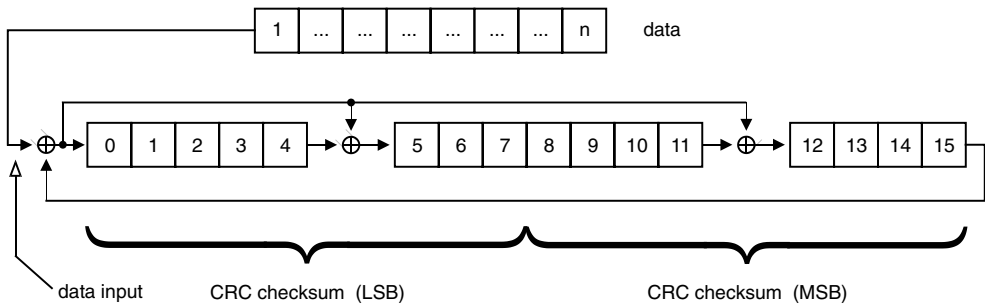 1 ... ... ... ... ... ... n data
0 1 2 3 4 5 6 7 8 9 10 11 12 13 14 15
data input CRC checksum (LSB) CRC checksum (MSB)